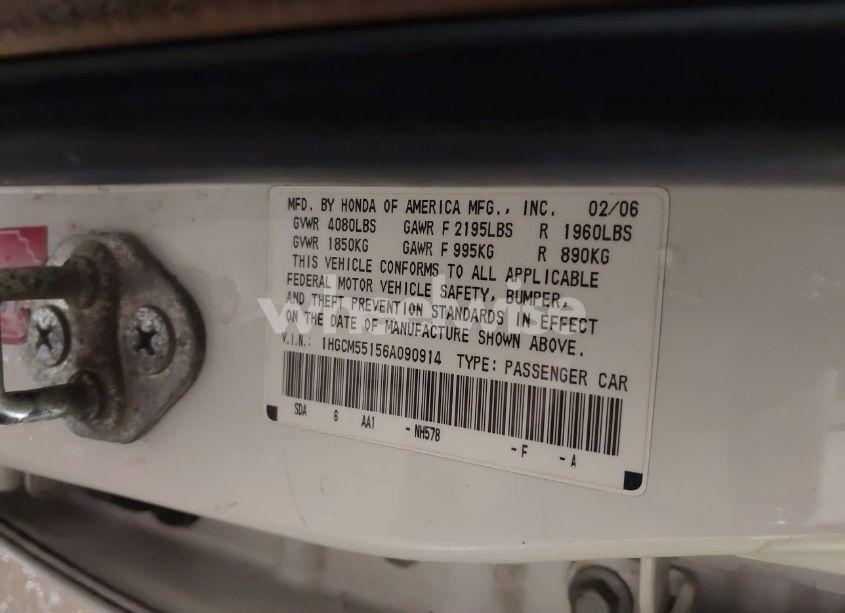 MFD. BY HONDA OF AMERICA MFG., INC. 02/06
GVWR 4080LBS GAWR F 2195LBS R 1960LBS
GVWR 1850KG GAWR F 995KG R 890KG
THIS VEHICLE CONFORMS TO ALL APPLICABLE
FEDERAL MOTOR VEHICLE SAFETY, BUMPER,
AND THEFT PREVENTION STANDARDS IN EFFECT
ON THE DATE OF MANUFACTURE SHOWN ABOVE.
V.I.N.: 1HGCM55156A090914 TYPE: PASSENGER CAR
SDA 6 AA1 - NH578 - F - A
wheelwise